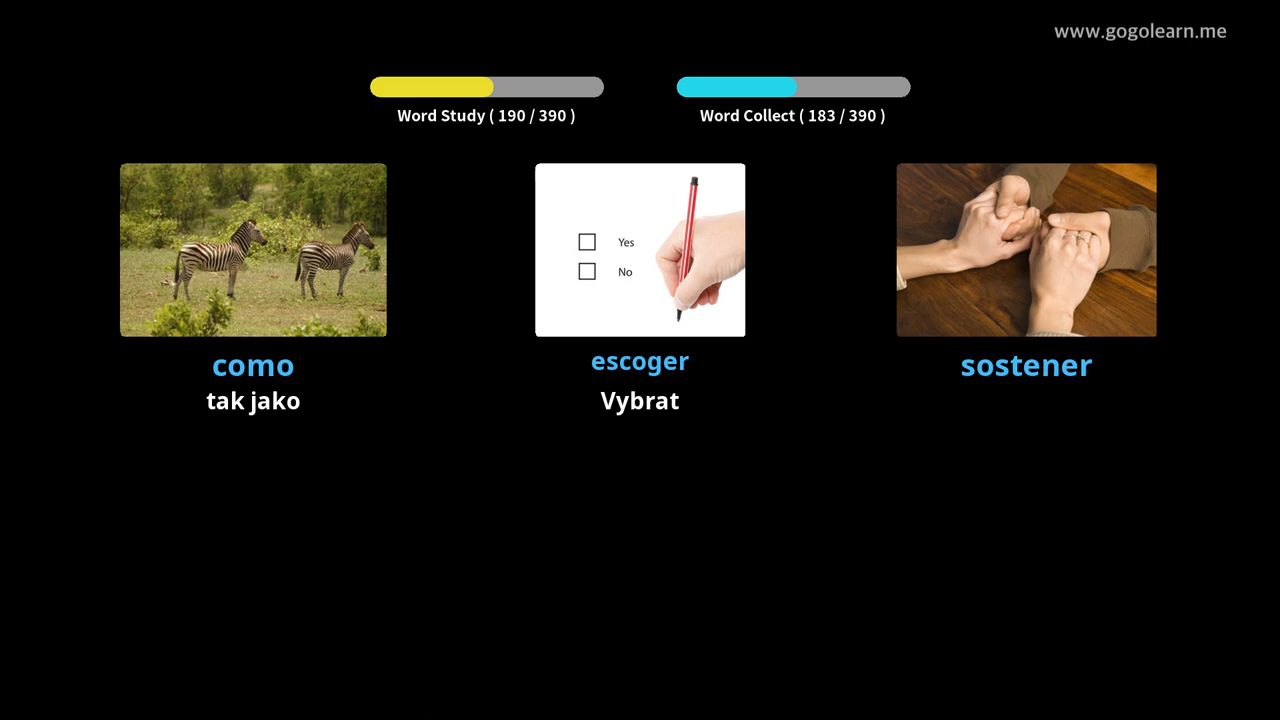 www.gogolearn.me
Word Study ( 190 / 390 )
Word Collect ( 183 / 390 )
Yes
No
como
tak jako
escoger
Vybrat
sostener